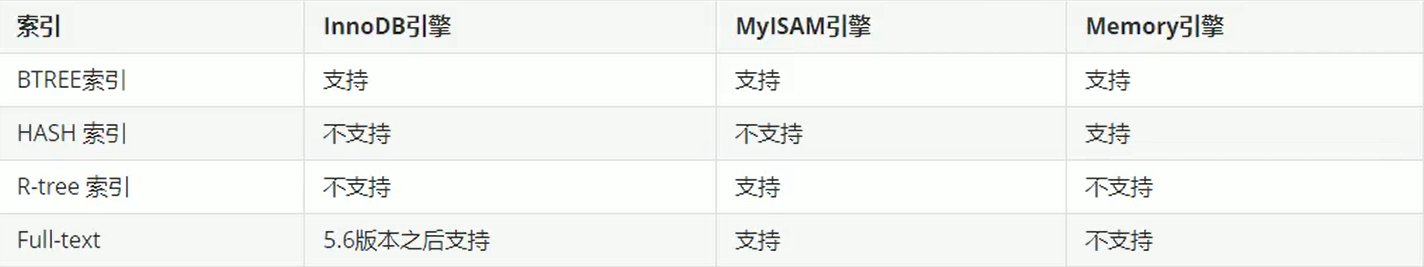 索引 InnoDB引擎 MyISAM引擎 Memory引擎
BTREE索引 支持 支持 支持
HASH 索引 不支持 不支持 支持
R-tree 索引 不支持 支持 不支持
Full-text 5.6版本之后支持 支持 不支持